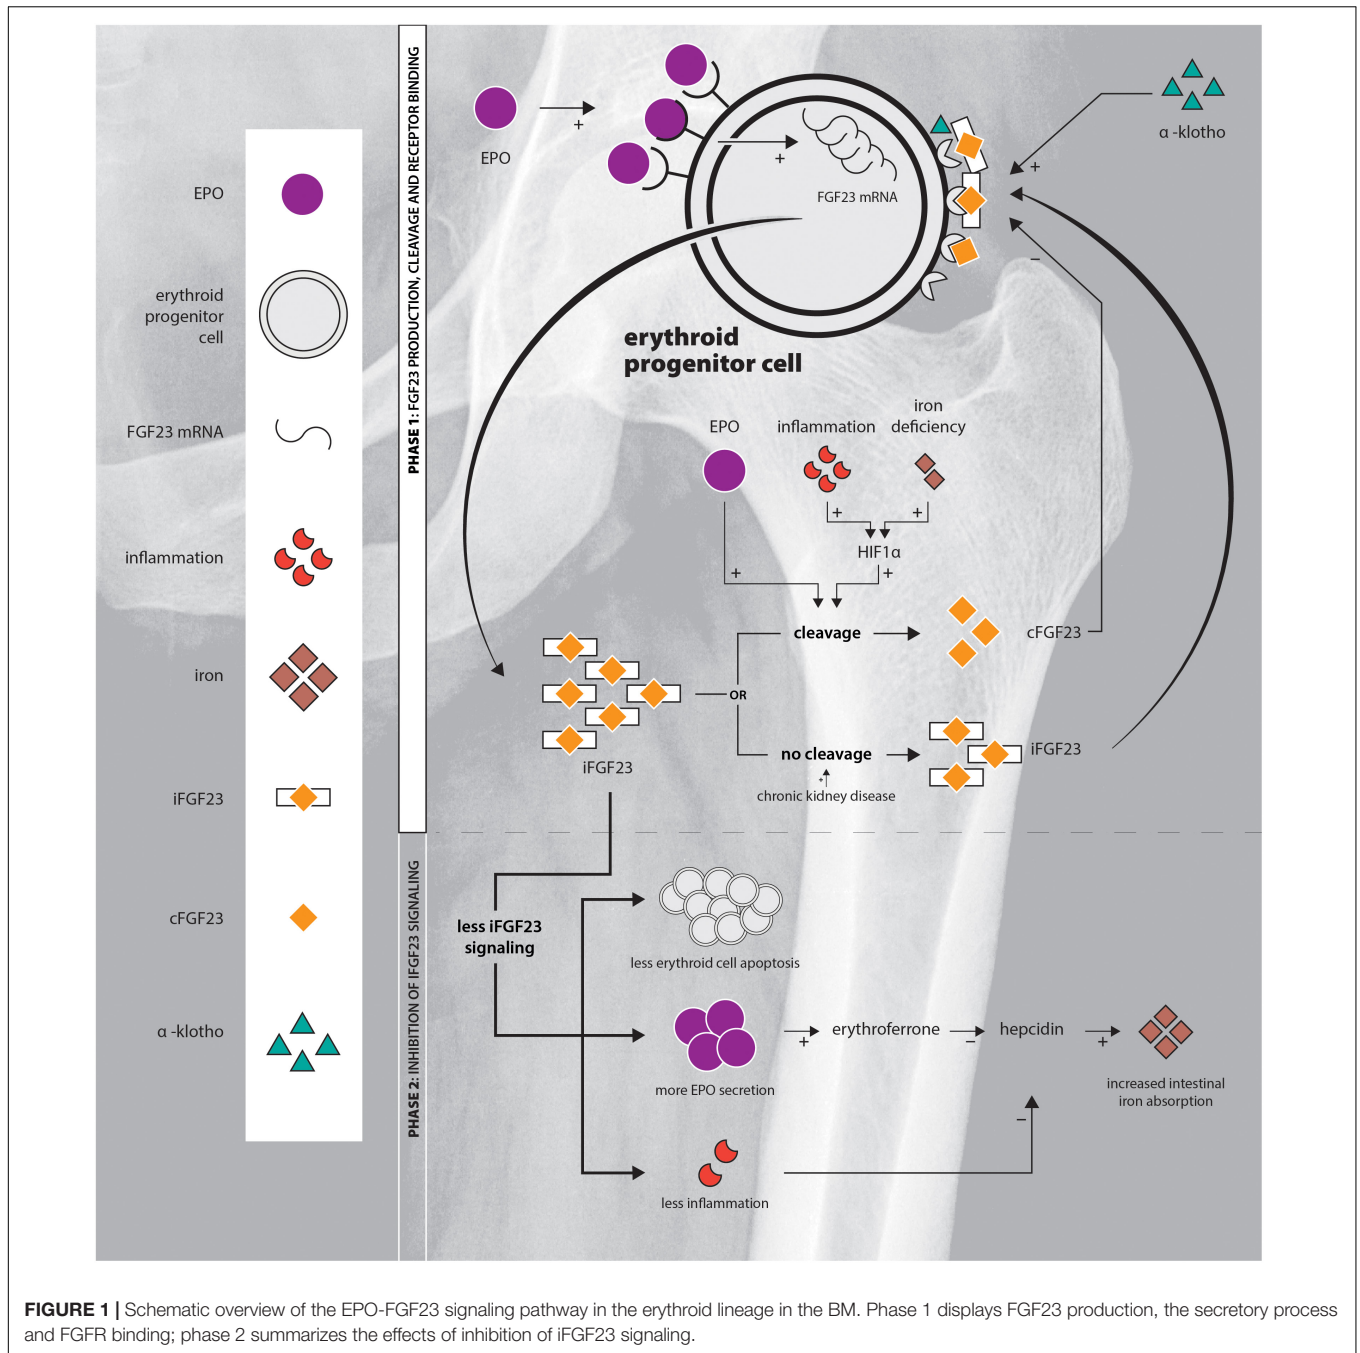 EPO
erythroid
progenitor
cell
FGF23 mRNA
inflammation
iron
iFGF23
cFGF23
α -klotho
PHASE 1: FGF23 PRODUCTION, CLEAVAGE AND RECEPTOR BINDING
EPO
+
+
FGF23 mRNA
α -klotho
+
–
erythroid
progenitor cell
EPO
inflammation
iron
deficiency
+
+
HIF1α
+
+
cleavage
cFGF23
OR
iFGF23
no cleavage
+
chronic kidney disease
iFGF23
PHASE 2: INHIBITION OF IFGF23 SIGNALING
less iFGF23
signaling
less erythroid cell apoptosis
more EPO secretion
+
erythroferrone
–
hepcidin
+
increased intestinal
iron absorption
–
less inflammation
FIGURE 1 | Schematic overview of the EPO-FGF23 signaling pathway in the erythroid lineage in the BM. Phase 1 displays FGF23 production, the secretory process
and FGFR binding; phase 2 summarizes the effects of inhibition of iFGF23 signaling.